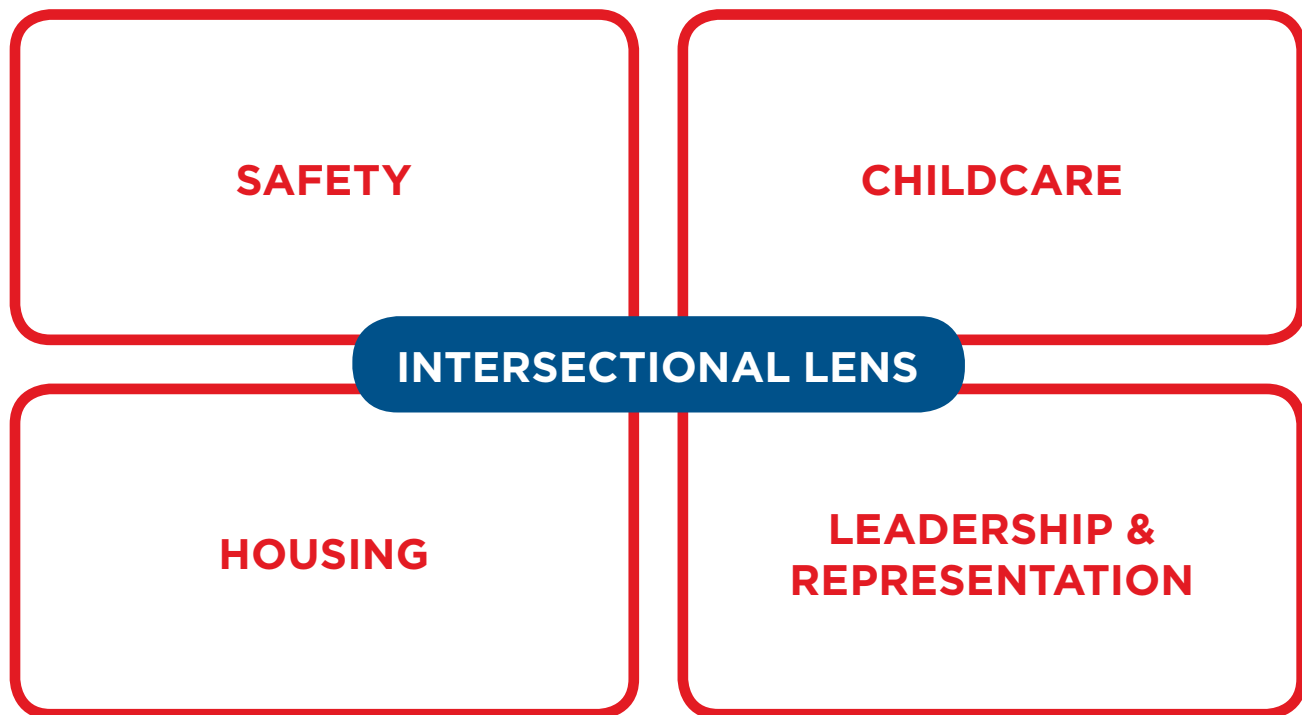 SAFETY
CHILDCARE
INTERSECTIONAL LENS
HOUSING
LEADERSHIP &
REPRESENTATION